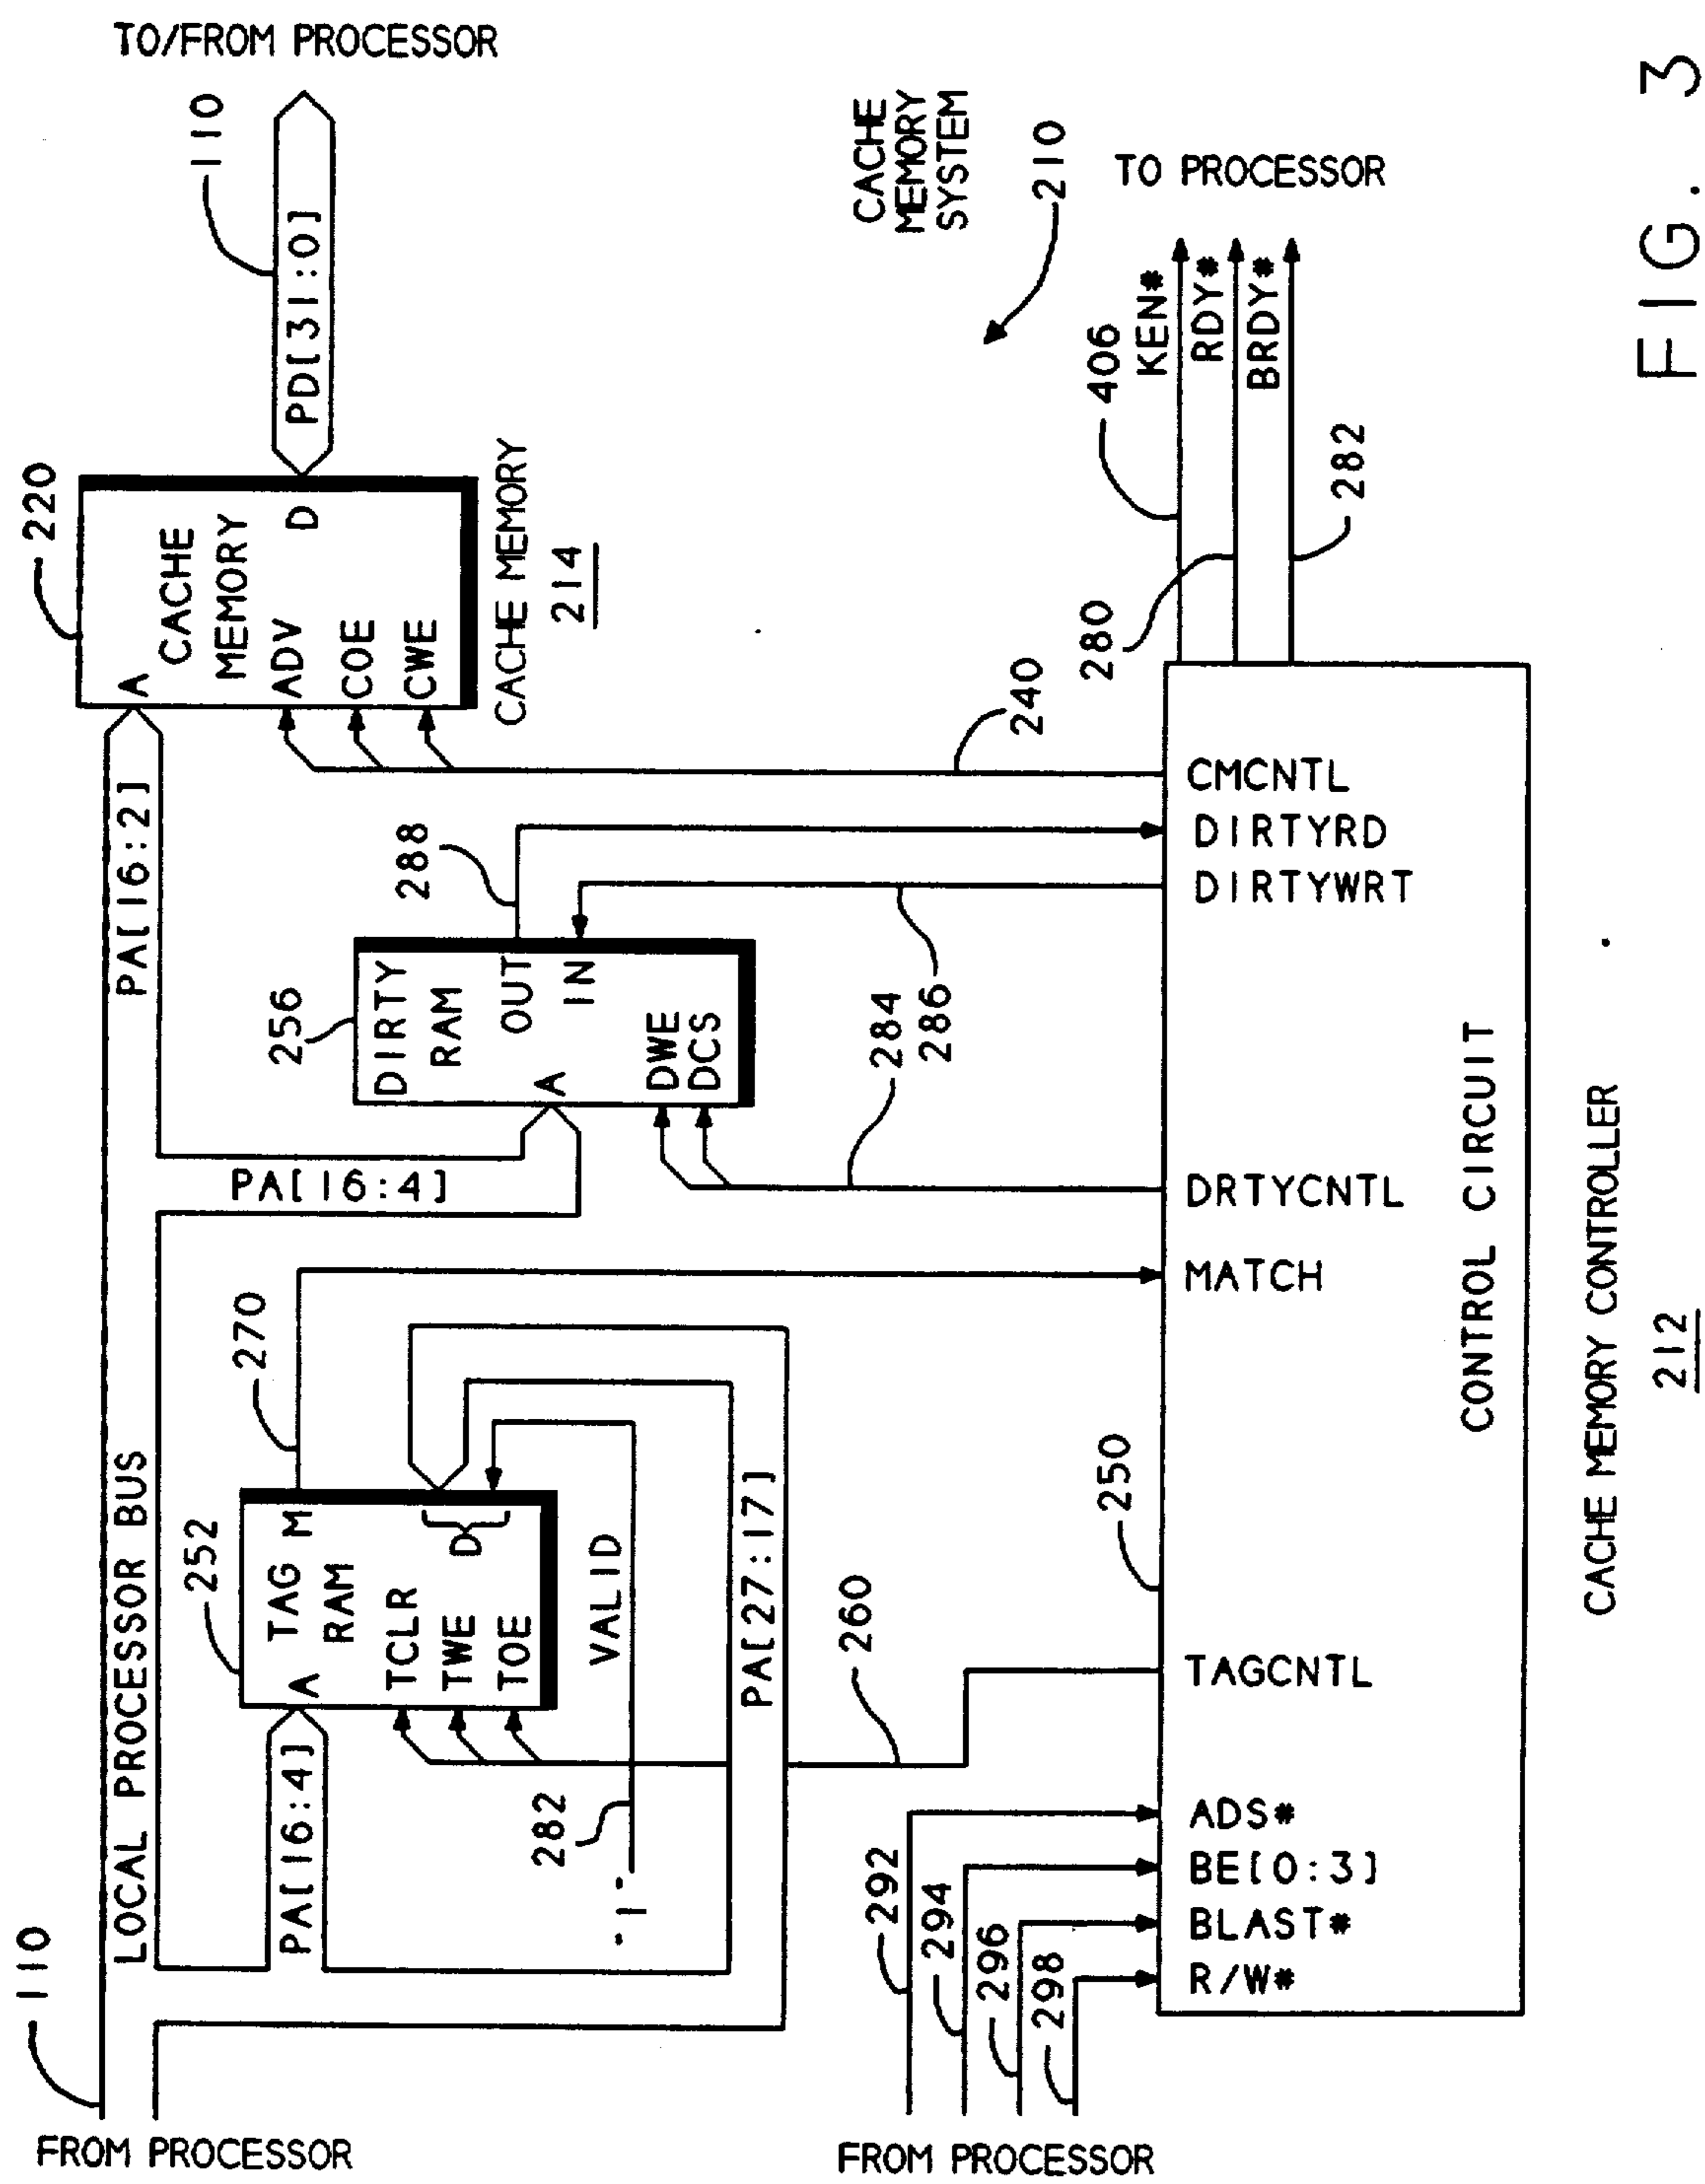 110
FROM PROCESSOR
LOCAL PROCESSOR BUS
PA[16:2]
TO/FROM PROCESSOR
110
PD[31:0]
220
A
CACHE
MEMORY
D
ADV
COE
CWE
CACHE MEMORY
214
PA[16:4]
252
TAG
RAM
A
M
D
TCLR
TWE
TOE
270
282
"1"
VALID
PA[27:17]
PA[16:4]
256
DIRTY
RAM
OUT
IN
A
DWE
DCS
288
284
286
240
260
CACHE
MEMORY
SYSTEM
210
FROM PROCESSOR
292
294
296
298
250
280
406
KEN*
RDY*
BRDY*
282
TO PROCESSOR
R/W*
BLAST*
BE[0:3]
ADS*
TAGCNTL
MATCH
DRTYCNTL
DIRTYWRT
DIRTYRD
CMCNTL
CONTROL CIRCUIT
CACHE MEMORY CONTROLLER
212
FIG. 3